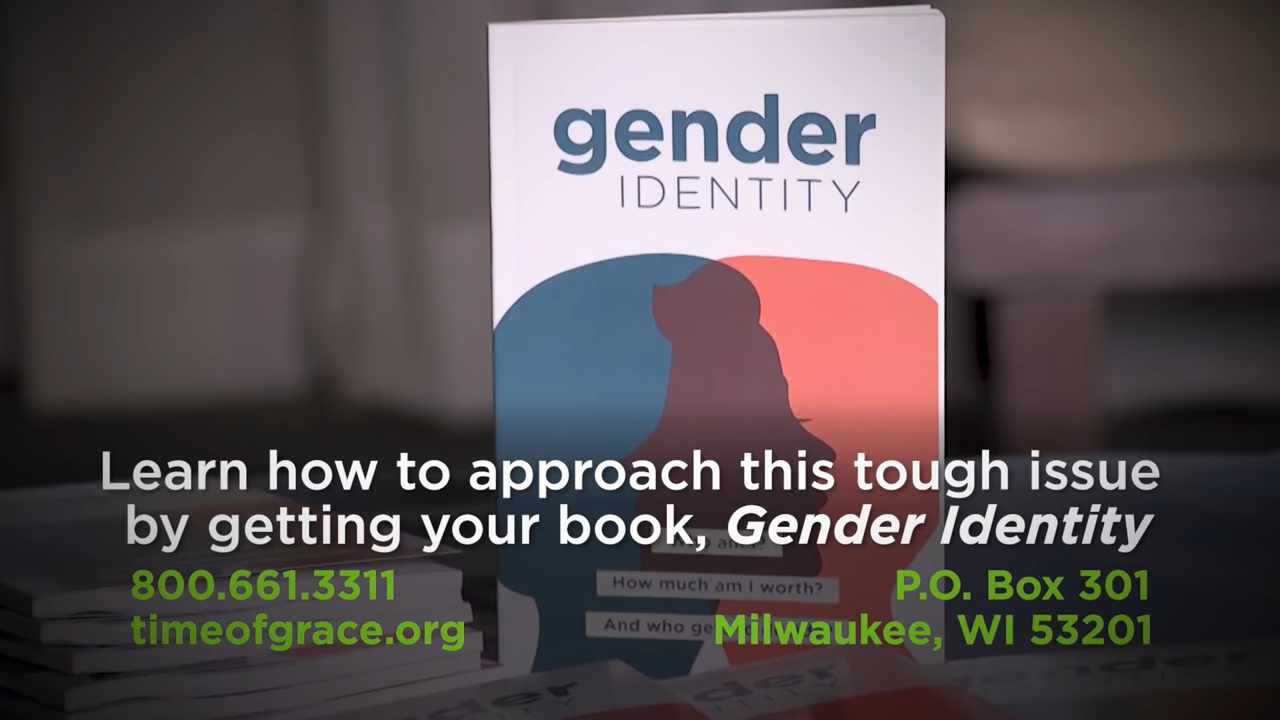 gender
IDENTITY
Learn how to approach this tough issue
by getting your book, Gender Identity
How much am I worth?
And who ge
800.661.3311
timeofgrace.org
P.O. Box 301
Milwaukee, WI 53201